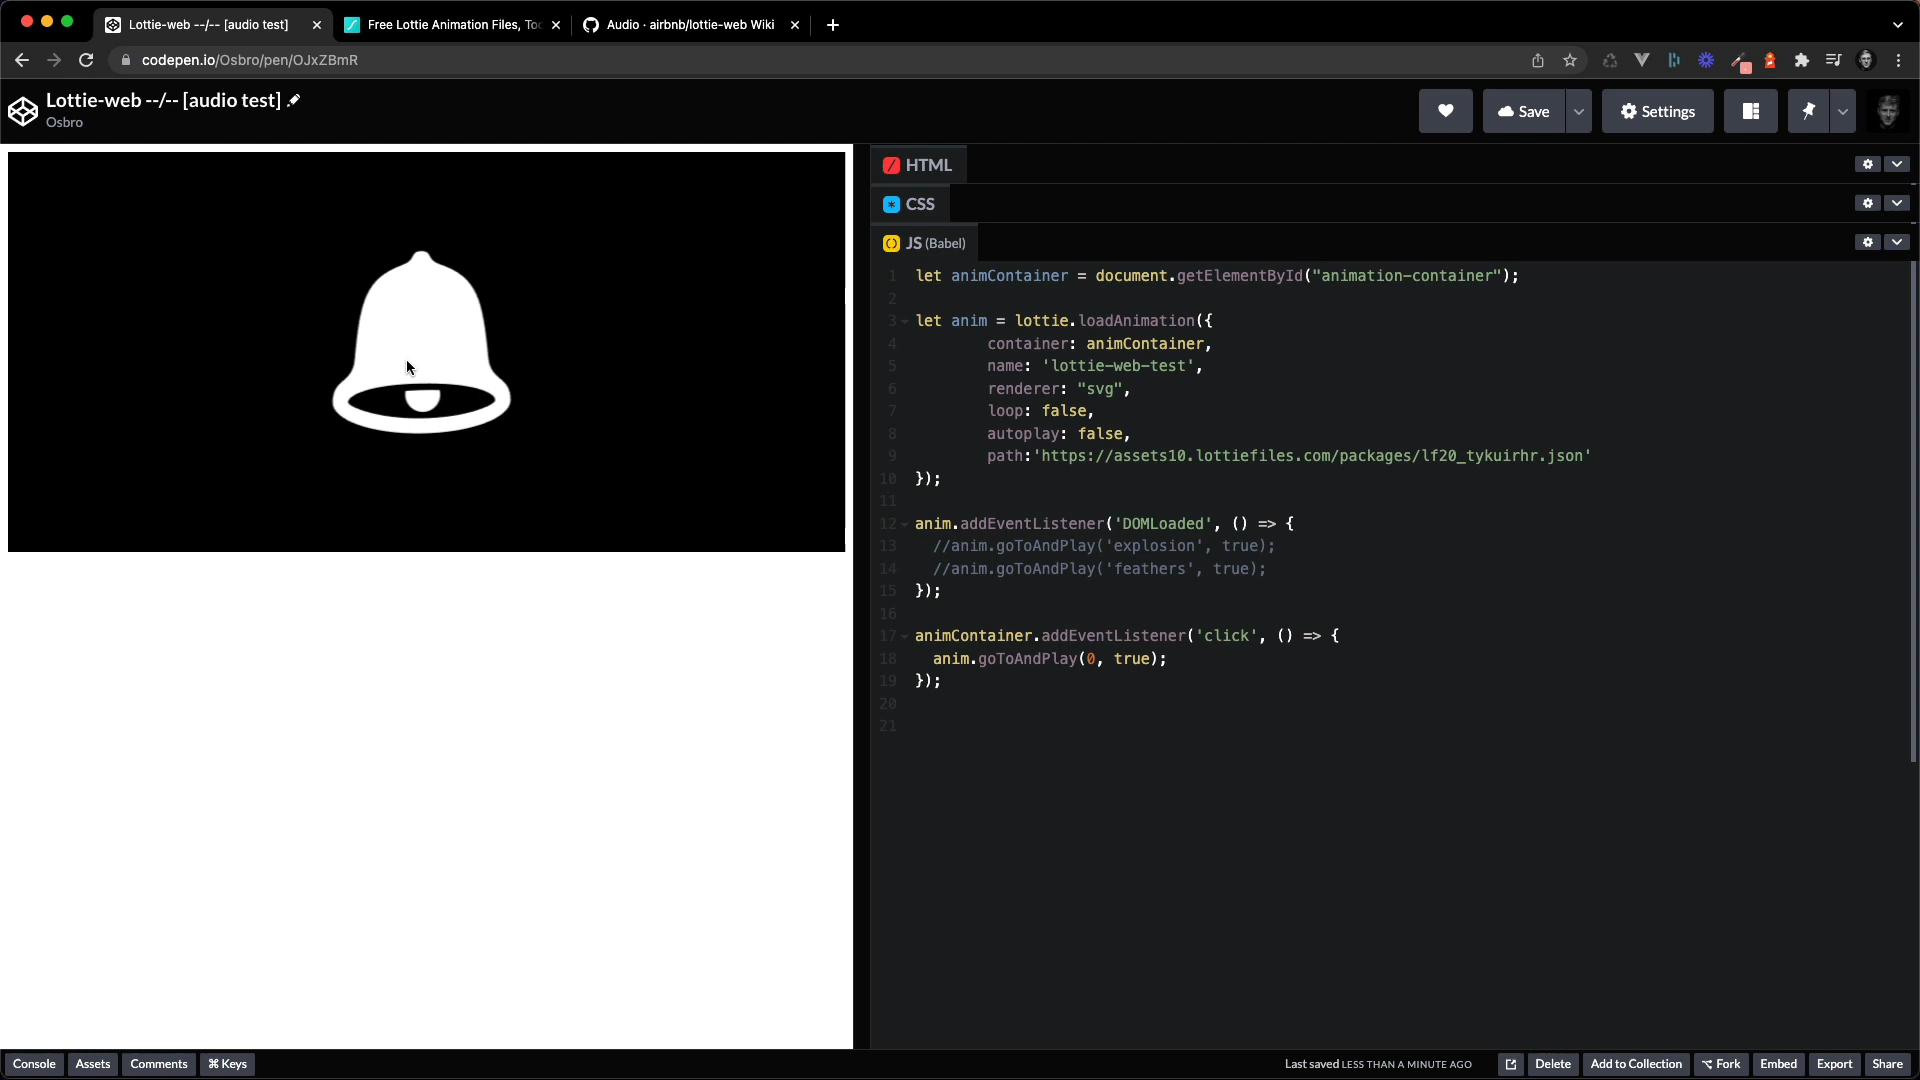 Lottie-web --/-- [audio test]
Free Lottie Animation Files, Too
Audio · airbnb/lottie-web Wiki
codepen.io/Osbro/pen/OJxZBmR
Lottie-web --/-- [audio test]
Osbro
Save
Settings
HTML
CSS
JS (Babel)
1 let animContainer = document.getElementById("animation-container");
2
3 let anim = lottie.loadAnimation({
4 container: animContainer,
5 name: 'lottie-web-test',
6 renderer: "svg",
7 loop: false,
8 autoplay: false,
9 path:'https://assets10.lottiefiles.com/packages/lf20_tykuirhr.json'
10 });
11
12 anim.addEventListener('DOMLoaded', () => {
13 //anim.goToAndPlay('explosion', true);
14 //anim.goToAndPlay('feathers', true);
15 });
16
17 animContainer.addEventListener('click', () => {
18 anim.goToAndPlay(0, true);
19 });
20
21
Console Assets Comments ⌘ Keys
Last saved LESS THAN A MINUTE AGO Delete Add to Collection ⌥ Fork Embed Export Share